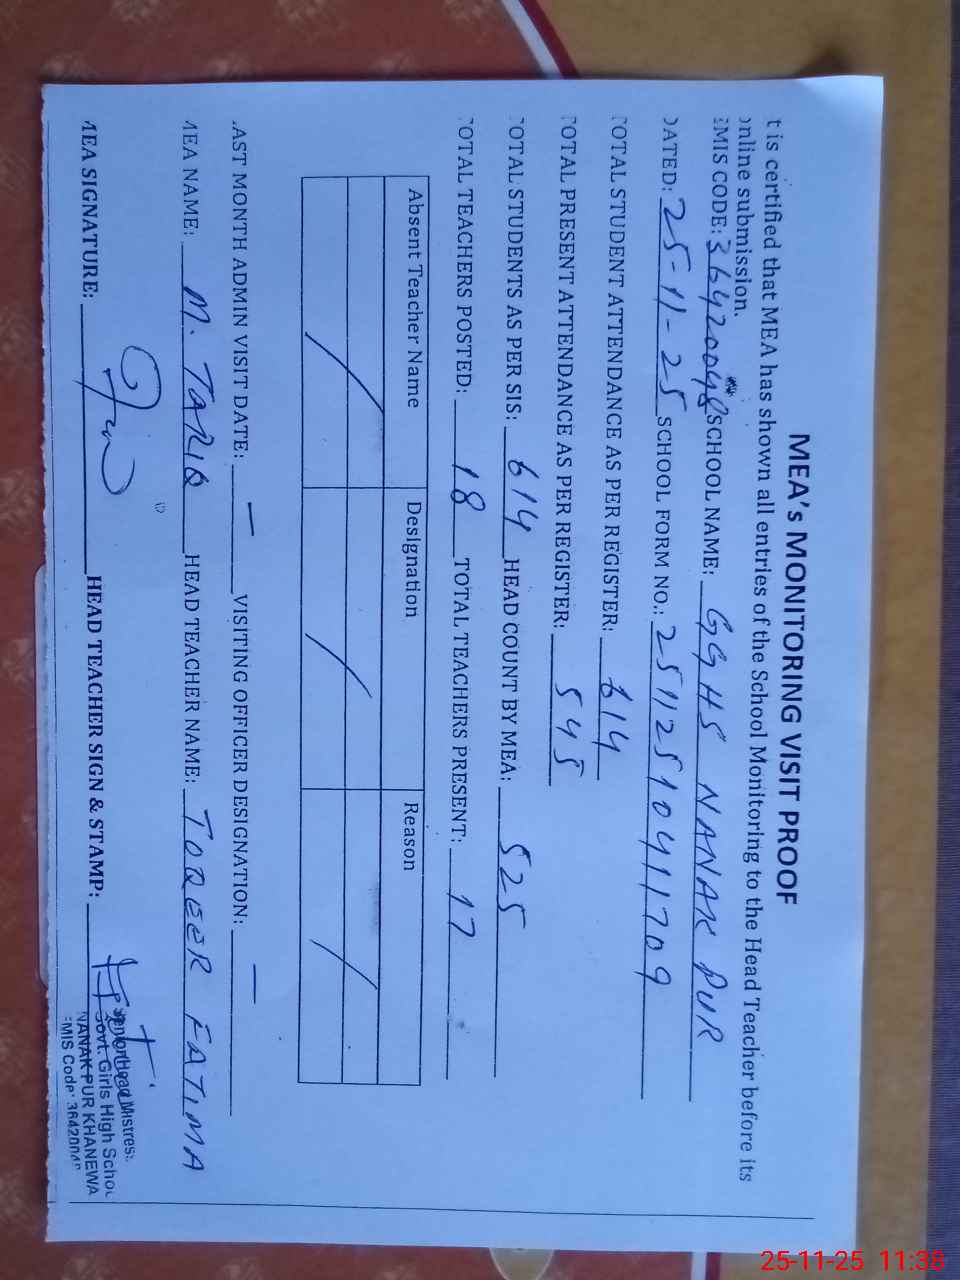 MEA's MONITORING VISIT PROOF
t is certified that MEA has shown all entries of the School Monitoring to the Head Teacher before its
online submission.
EMIS CODE: 36420048 SCHOOL NAME: GGHS NANAK PUR
DATED: 25-11-25 SCHOOL FORM NO.: 25112510411709
TOTAL STUDENT ATTENDANCE AS PER REGISTER: 614
TOTAL PRESENT ATTENDANCE AS PER REGISTER: 545
TOTAL STUDENTS AS PER SIS: 614 HEAD COUNT BY MEA: 525
TOTAL TEACHERS POSTED: 18 TOTAL TEACHERS PRESENT: 17
Absent Teacher Name Designation Reason
/ / /
LAST MONTH ADMIN VISIT DATE: — VISITING OFFICER DESIGNATION: —
MEA NAME: M. TARIQ HEAD TEACHER NAME: TOQEER FATIMA
MEA SIGNATURE: HEAD TEACHER SIGN & STAMP:
Senior Head Mistress
Govt. Girls High School
NANAK PUR KHANEWA
EMIS Code: 36420048
25-11-25 11:38